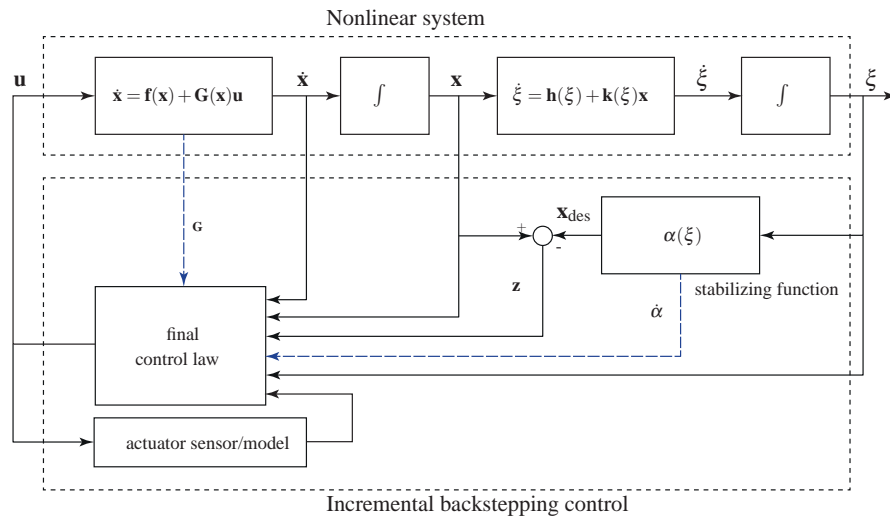 Nonlinear system
u
ẋ = f(x) + G(x)u
ẋ
∫
x
ξ̇ = h(ξ) + k(ξ)x
ξ̇
∫
ξ
G
+
-
x_des
α(ξ)
stabilizing function
z
α̇
final
control law
actuator sensor/model
Incremental backstepping control